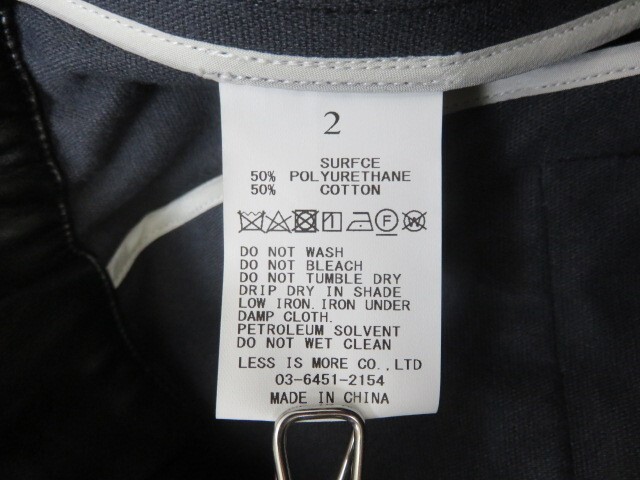 2
SURFCE
50% POLYURETHANE
50% COTTON
F W
DO NOT WASH
DO NOT BLEACH
DO NOT TUMBLE DRY
DRIP DRY IN SHADE
LOW IRON.IRON UNDER
DAMP CLOTH.
PETROLEUM SOLVENT
DO NOT WET CLEAN
LESS IS MORE CO.,LTD
03-6451-2154
MADE IN CHINA